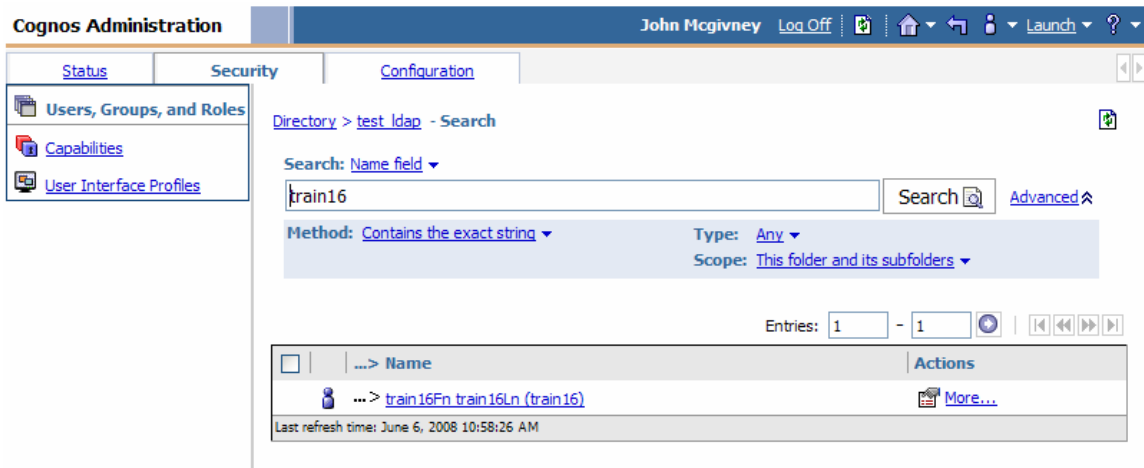 Cognos Administration John Mcgivney Log Off Launch ?
Status Security Configuration
Users, Groups, and Roles
Capabilities
User Interface Profiles
Directory > test_ldap - Search
Search: Name field
train16 Search Advanced
Method: Contains the exact string Type: Any
Scope: This folder and its subfolders
Entries: 1 - 1
...> Name Actions
...> train16Fn train16Ln (train16) More...
Last refresh time: June 6, 2008 10:58:26 AM